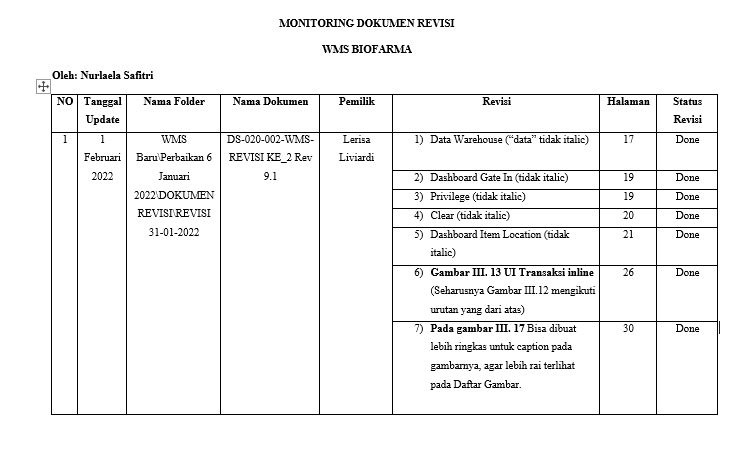 MONITORING DOKUMEN REVISI
WMS BIOFARMA
Oleh: Nurlaela Safitri
NO Tanggal Update Nama Folder Nama Dokumen Pemilik Revisi Halaman Status Revisi
1 1 Februari 2022 WMS Baru\Perbaikan 6 Januari 2022\DOKUMEN REVISI\REVISI 31-01-2022 DS-020-002-WMS-REVISI KE_2 Rev 9.1 Lerisa Liviardi
1) Data Warehouse (“data” tidak italic) 17 Done
2) Dashboard Gate In (tidak italic) 19 Done
3) Privilege (tidak italic) 19 Done
4) Clear (tidak italic) 20 Done
5) Dashboard Item Location (tidak
italic) 21 Done
6) Gambar III. 13 UI Transaksi inline 26 Done
(Seharusnya Gambar III.12 mengikuti
urutan yang dari atas)
7) Pada gambar III. 17 Bisa dibuat 30 Done
lebih ringkas untuk caption pada
gambarnya, agar lebih rai terlihat
pada Daftar Gambar.